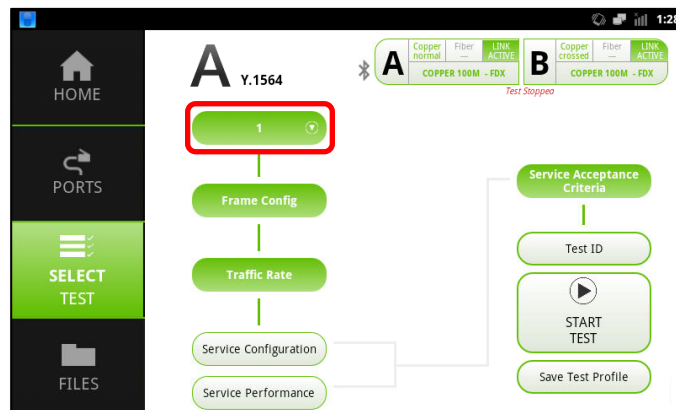 1:28
HOME
PORTS
SELECT
TEST
FILES
A Y.1564
A
Copper
normal
Fiber
—
LINK
ACTIVE
COPPER 100M - FDX
B
Copper
crossed
Fiber
—
LINK
ACTIVE
COPPER 100M - FDX
Test Stopped
1
Frame Config
Traffic Rate
Service Configuration
Service Performance
Service Acceptance
Criteria
Test ID
START
TEST
Save Test Profile